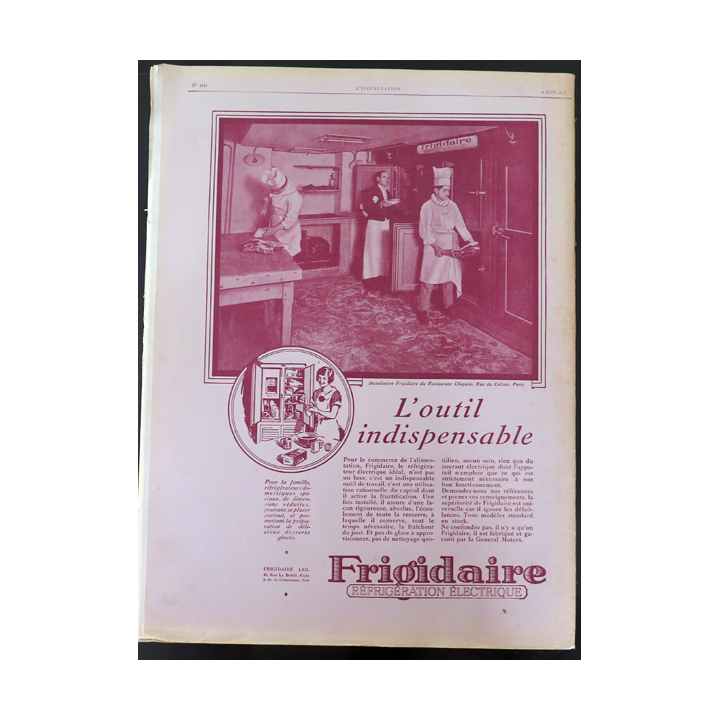 L'ILLUSTRATION
Frigidaire
Installation Frigidaire du Restaurant Chiquito, Rue du Colisée, Paris
L'outil
indispensable
Pour le commerce de l'alimen-
tation, Frigidaire, le réfrigéra-
teur électrique idéal, n'est pas
un luxe, c'est un indispensable
outil de travail, c'est une utilisa-
tion rationnelle du capital dont
il active la fructification. Une
fois installé, il assure d'une fa-
çon rigoureuse, absolue, l'écou-
lement de toute la resserre, à
laquelle il conserve, tout le
temps nécessaire, la fraîcheur
du jour. Et pas de glace à appro-
visionner, pas de nettoyage quo-
tidien, aucun soin, rien que du
courant électrique dont l'appa-
reil n'emploie que ce qui est
strictement nécessaire à son
bon fonctionnement.
Demandez-nous nos références
et prenez vos renseignements, la
supériorité de Frigidaire est uni-
verselle car il ignore les défail-
lances. Tous modèles standard
en stock.
Ne confondez pas, il n'y a qu'un
Frigidaire, il est fabriqué et ga-
ranti par la General Motors.
Pour la famille,
réfrigérateurs do-
mestiques spé-
ciaux de dimen-
sions réduites,
pouvant se placer
partout, et per-
mettant la prépa-
ration de déli-
cieux desserts
glacés.
FRIGIDAIRE LTD.
Rue La Boëtie, Paris
Frigidaire
RÉFRIGÉRATION ÉLECTRIQUE